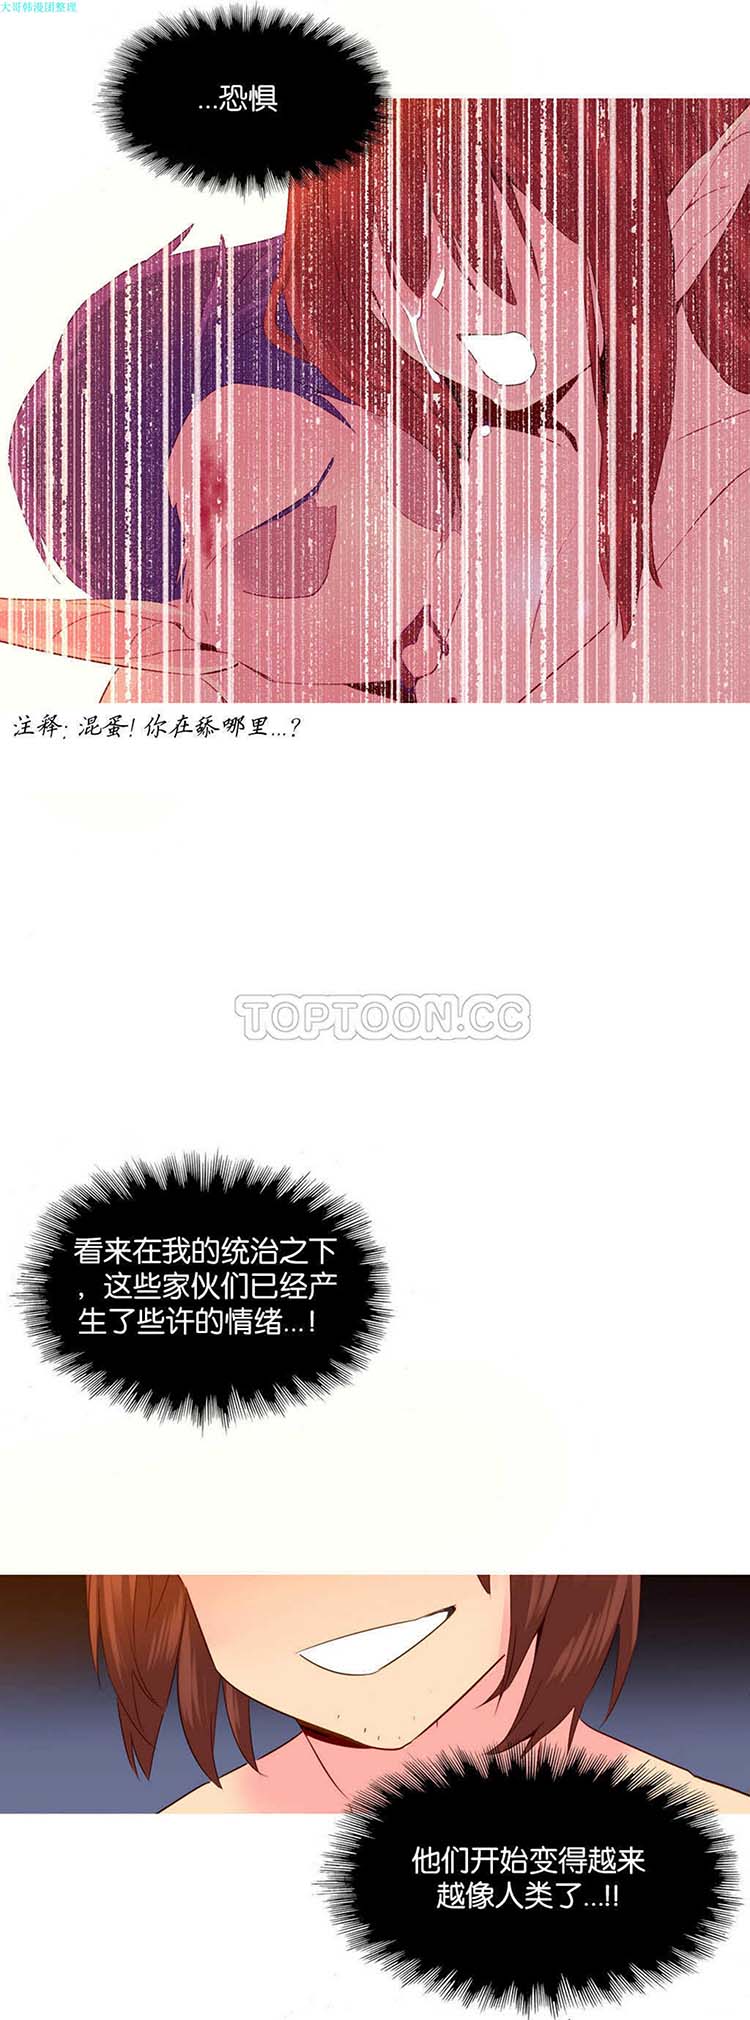 大哥韩漫团整理
...恐惧
注释: 混蛋! 你在舔哪里...?
TOPTOON.CC
看来在我的统治之下
，这些家伙们已经产
生了些许的情绪...!
他们开始变得越来
越像人类了...!!